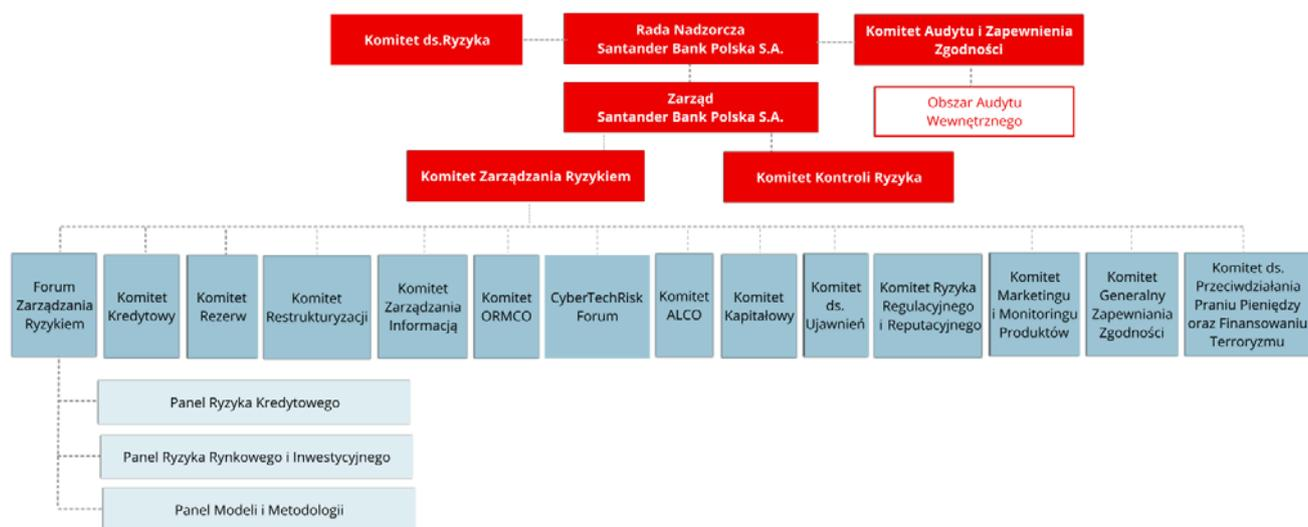 Komitet ds.Ryzyka
Rada Nadzorcza
Santander Bank Polska S.A.
Komitet Audytu i Zapewnienia
Zgodności
Zarząd
Santander Bank Polska S.A.
Obszar Audytu
Wewnętrznego
Komitet Zarządzania Ryzykiem
Komitet Kontroli Ryzyka
Forum
Zarządzania
Ryzykiem
Komitet
Kredytowy
Komitet
Rezerw
Komitet
Restrukturyzacji
Komitet
Zarządzania
Informacją
Komitet
ORMCO
CyberTechRisk
Forum
Komitet
ALCO
Komitet
Kapitałowy
Komitet
ds.
Ujawnień
Komitet Ryzyka
Regulacyjnego
i Reputacyjnego
Komitet
Marketingu
i Monitoringu
Produktów
Komitet
Generalny
Zapewniania
Zgodności
Komitet ds.
Przeciwdziałania
Praniu Pieniędzy
oraz Finansowaniu
Terroryzmu
Panel Ryzyka Kredytowego
Panel Ryzyka Rynkowego i Inwestycyjnego
Panel Modeli i Metodologii